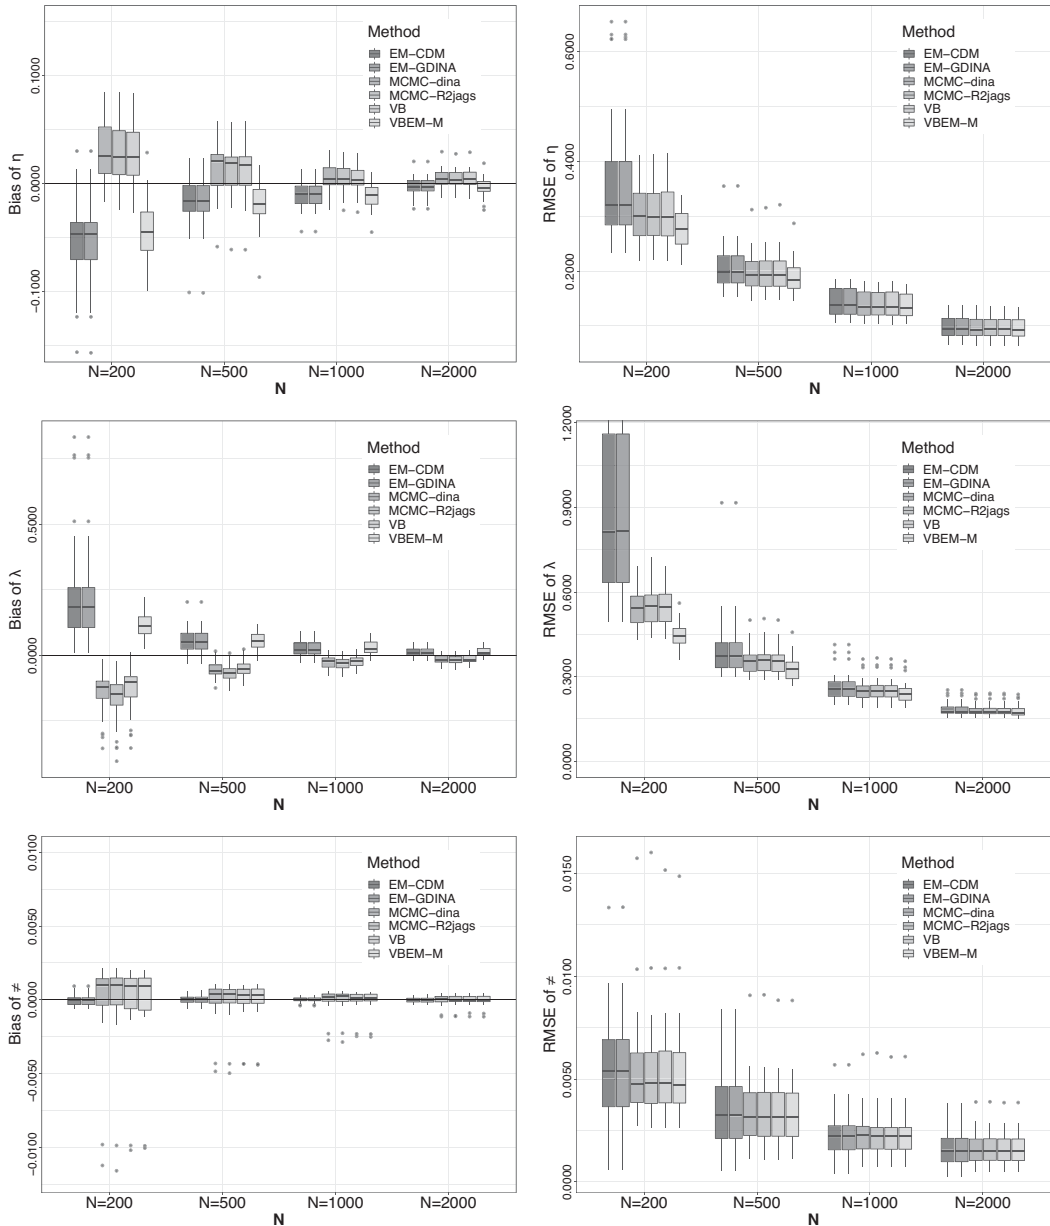 Bias of η
0.1000
0.0000
−0.1000
Method
EM−CDM
EM−GDINA
MCMC−dina
MCMC−R2jags
VB
VBEM−M
N=200 N=500 N=1000 N=2000
N
RMSE of η
0.6000
0.4000
0.2000
Method
EM−CDM
EM−GDINA
MCMC−dina
MCMC−R2jags
VB
VBEM−M
N=200 N=500 N=1000 N=2000
N
Bias of λ
0.5000
0.0000
Method
EM−CDM
EM−GDINA
MCMC−dina
MCMC−R2jags
VB
VBEM−M
N=200 N=500 N=1000 N=2000
N
RMSE of λ
1.2000
0.9000
0.6000
0.3000
0.0000
Method
EM−CDM
EM−GDINA
MCMC−dina
MCMC−R2jags
VB
VBEM−M
N=200 N=500 N=1000 N=2000
N
Bias of ≠
0.0100
0.0050
0.0000
−0.0050
−0.0100
Method
EM−CDM
EM−GDINA
MCMC−dina
MCMC−R2jags
VB
VBEM−M
N=200 N=500 N=1000 N=2000
N
RMSE of ≠
0.0150
0.0100
0.0050
0.0000
Method
EM−CDM
EM−GDINA
MCMC−dina
MCMC−R2jags
VB
VBEM−M
N=200 N=500 N=1000 N=2000
N